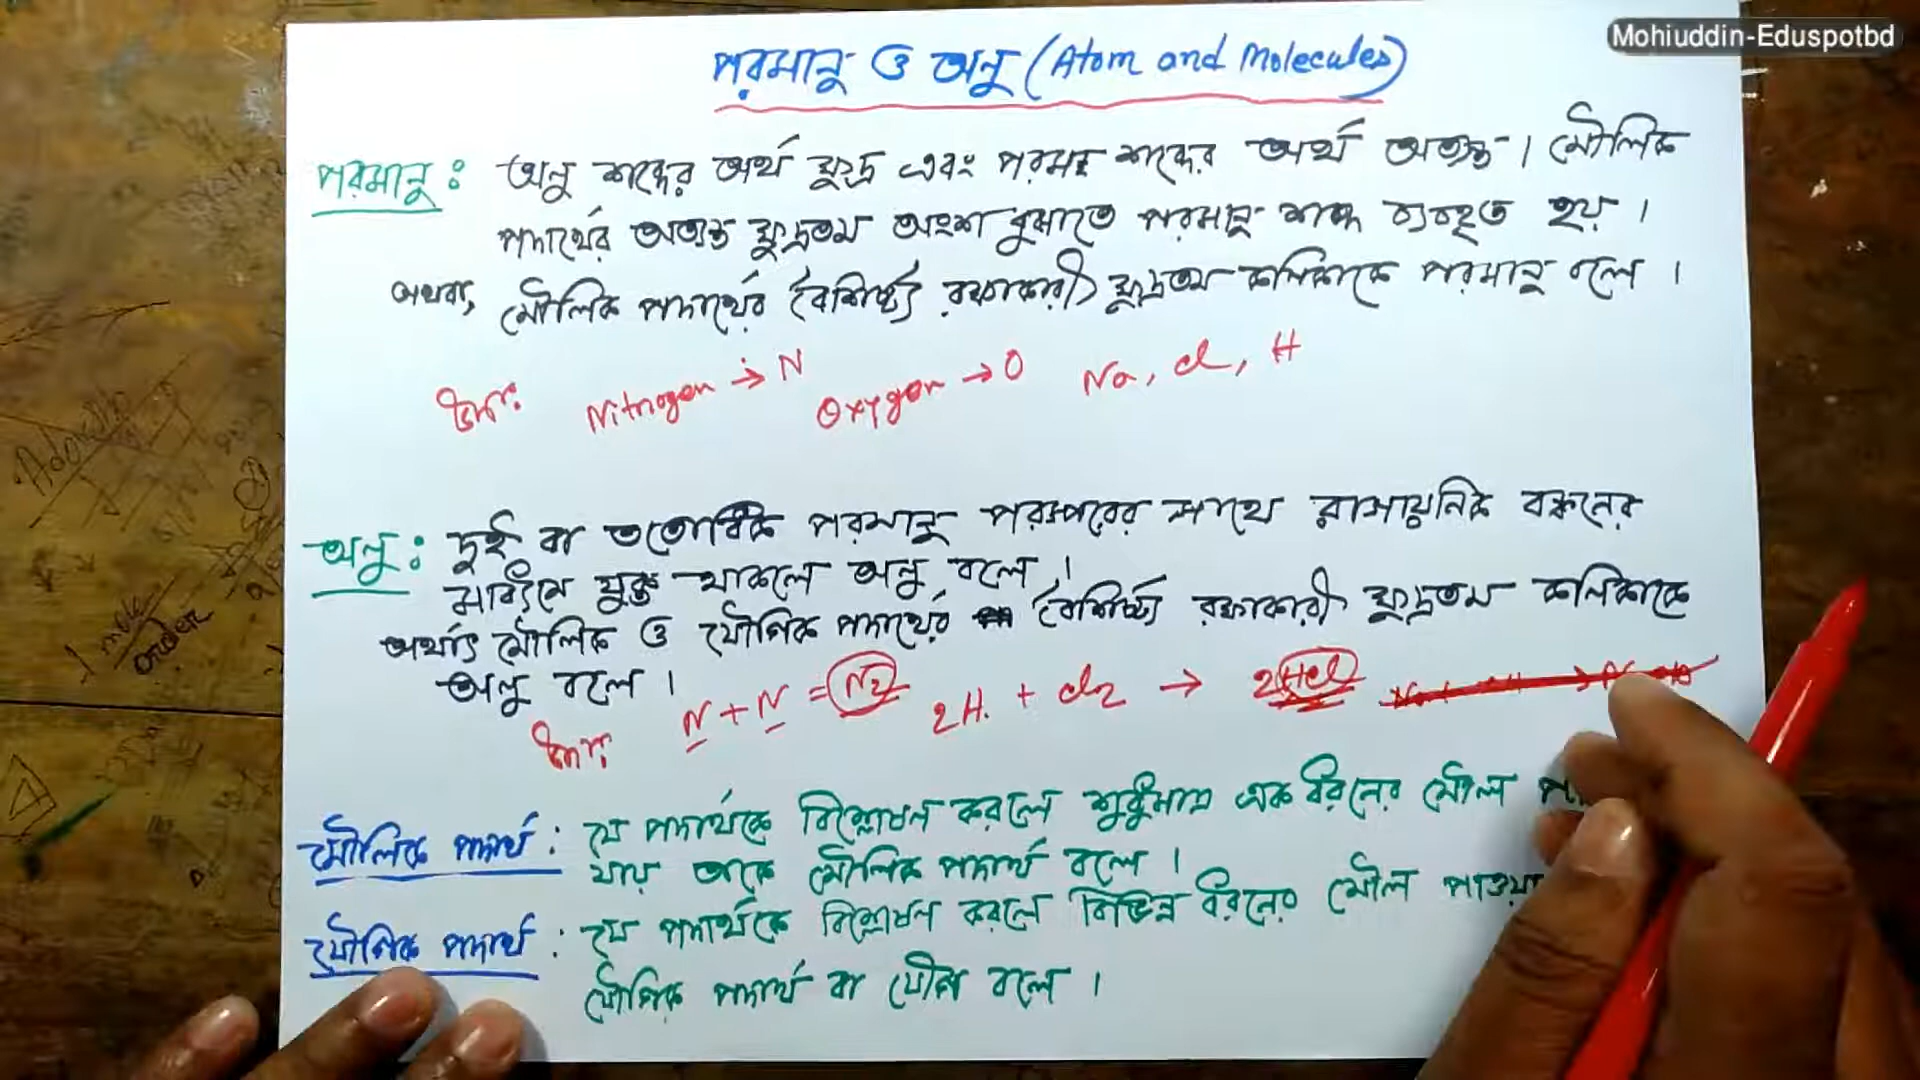 Mohiuddin-Eduspotbd
পরমানু ও অনু (Atom and Molecules)
পরমানু : অনু শব্দের অর্থ ক্ষুদ্র এবং পরম শব্দের অর্থ অত্যন্ত । মৌলিক
পদার্থের অত্যন্ত ক্ষুদ্রতম অংশ বুঝাতে পরমানু শব্দ ব্যবহৃত হয় ।
অথবা, মৌলিক পদার্থের বৈশিষ্ট্য রক্ষাকারী ক্ষুদ্রতম কনিকাকে পরমানু বলে ।
উদাঃ Nitrogen → N Oxygen → O Na, Cl, H
অনু : দুই বা ততোধিক পরমানু পরস্পরের সাথে রাসায়নিক বন্ধনের
মাধ্যমে যুক্ত থাকলে অনু বলে ।
অর্থাৎ মৌলিক ও যৌগিক পদার্থের বৈশিষ্ট্য রক্ষাকারী ক্ষুদ্রতম কনিকাকে
অনু বলে ।
উদাঃ N + N = N2 2H + Cl2 → 2HCl
মৌলিক পদার্থ : যে পদার্থকে বিশ্লেষণ করলে শুধুমাত্র একধরনের মৌল
যায় তাকে মৌলিক পদার্থ বলে ।
যৌগিক পদার্থ : যে পদার্থকে বিশ্লেষণ করলে বিভিন্ন ধরনের মৌল পাওয়া
যৌগিক পদার্থ বা যৌগ বলে ।